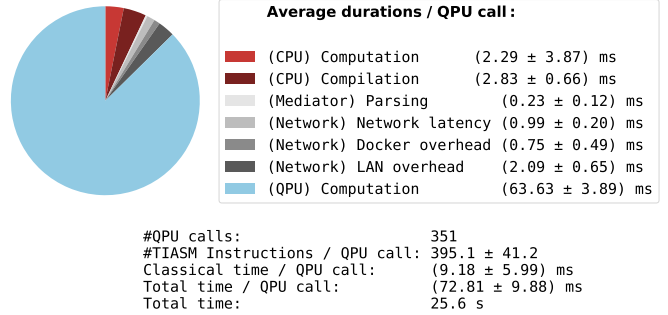 Average durations / QPU call:
(CPU) Computation (2.29 ± 3.87) ms
(CPU) Compilation (2.83 ± 0.66) ms
(Mediator) Parsing (0.23 ± 0.12) ms
(Network) Network latency (0.99 ± 0.20) ms
(Network) Docker overhead (0.75 ± 0.49) ms
(Network) LAN overhead (2.09 ± 0.65) ms
(QPU) Computation (63.63 ± 3.89) ms
#QPU calls: 351
#TIASM Instructions / QPU call: 395.1 ± 41.2
Classical time / QPU call: (9.18 ± 5.99) ms
Total time / QPU call: (72.81 ± 9.88) ms
Total time: 25.6 s